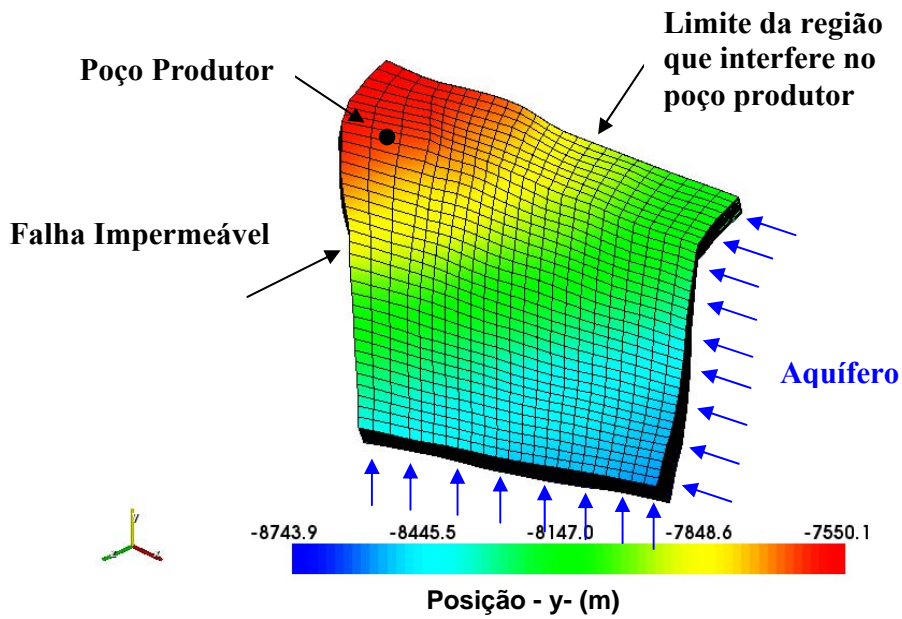 Limite da região
que interfere no
poço produtor
Poço Produtor
Falha Impermeável
Aquífero
-8743.9 -8445.5 -8147.0 -7848.6 -7550.1
Posição - y- (m)
y